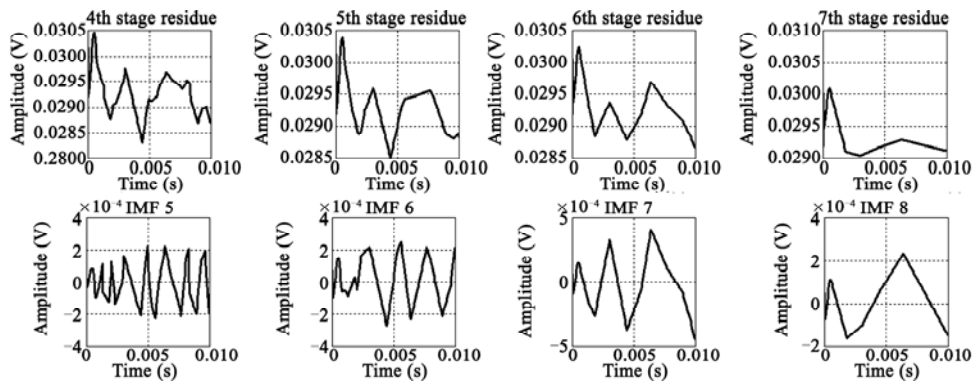 4th stage residue
Amplitude (V)
0.0305
0.0300
0.0295
0.0290
0.0285
0.2800
0
0.005
0.010
Time (s)
5th stage residue
Amplitude (V)
0.0305
0.0300
0.0295
0.0290
0.0285
0
0.005
0.010
Time (s)
6th stage residue
Amplitude (V)
0.0305
0.0300
0.0295
0.0290
0.0285
0
0.005
0.010
Time (s)
7th stage residue
Amplitude (V)
0.0305
0.0300
0.0295
0.0290
0
0.005
0.010
Time (s)
×10⁻⁴ IMF 5
Amplitude (V)
4
2
0
−2
−4
0
0.005
0.010
Time (s)
×10⁻⁴ IMF 6
Amplitude (V)
4
2
0
−2
−4
0
0.005
0.010
Time (s)
×10⁻⁴ IMF 7
Amplitude (V)
5
0
−5
0
0.005
0.010
Time (s)
×10⁻⁴ IMF 8
Amplitude (V)
4
2
0
−2
0
0.005
0.010
Time (s)